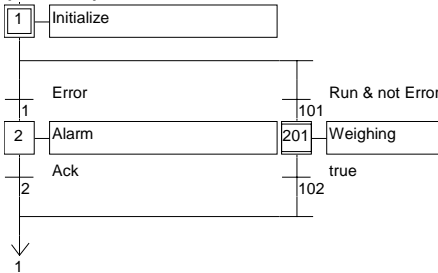 1 Initialize
Error Run & not Error
1 101
2 Alarm 201 Weighing
Ack true
2 102
1